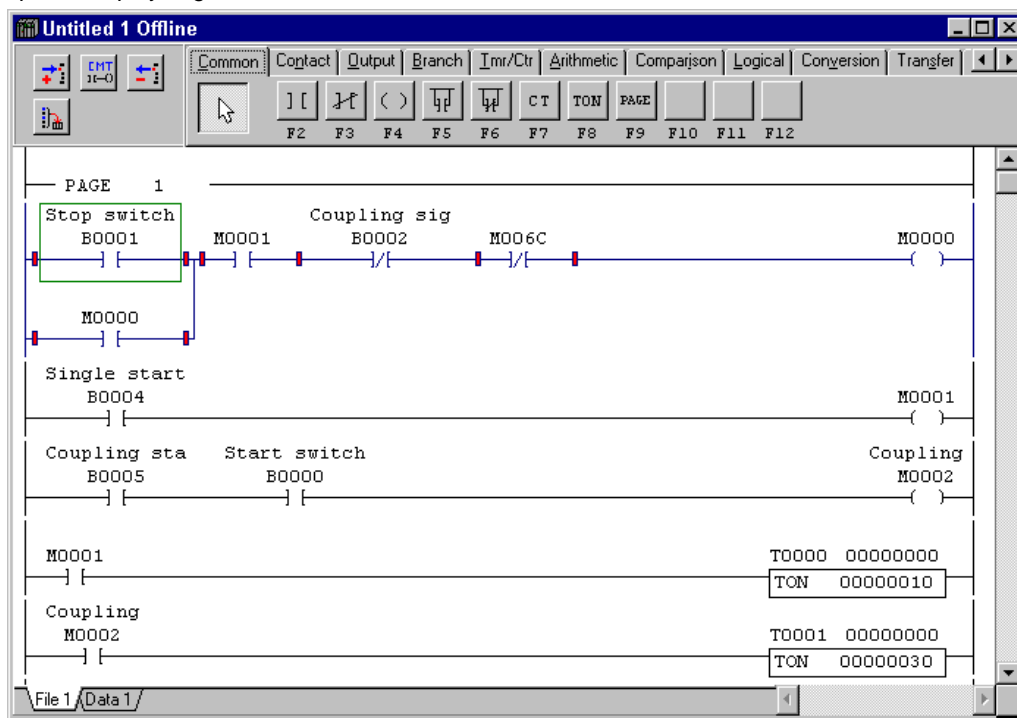 Untitled 1 Offline
CMT
Common Contact Output Branch Tmr/Ctr Arithmetic Comparison Logical Conversion Transfer
CT TON PAGE
F2 F3 F4 F5 F6 F7 F8 F9 F10 F11 F12
PAGE 1
Stop switch Coupling sig
B0001 M0001 B0002 M006C M0000
M0000
Single start
B0004 M0001
Coupling sta Start switch Coupling
B0005 B0000 M0002
M0001 T0000 00000000
TON 00000010
Coupling
M0002 T0001 00000000
TON 00000030
File 1 Data 1